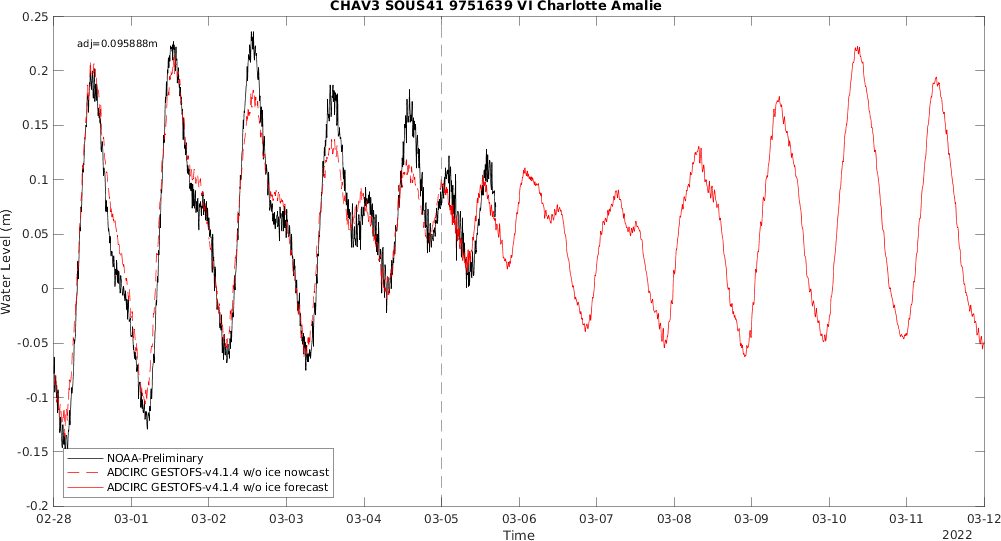 CHAV3 SOUS41 9751639 VI Charlotte Amalie
adj=0.095888m
Water Level (m)
0.25
0.2
0.15
0.1
0.05
0
-0.05
-0.1
-0.15
-0.2
NOAA-Preliminary
ADCIRC GESTOFS-v4.1.4 w/o ice nowcast
ADCIRC GESTOFS-v4.1.4 w/o ice forecast
02-28 03-01 03-02 03-03 03-04 03-05 03-06 03-07 03-08 03-09 03-10 03-11 03-12
Time
2022